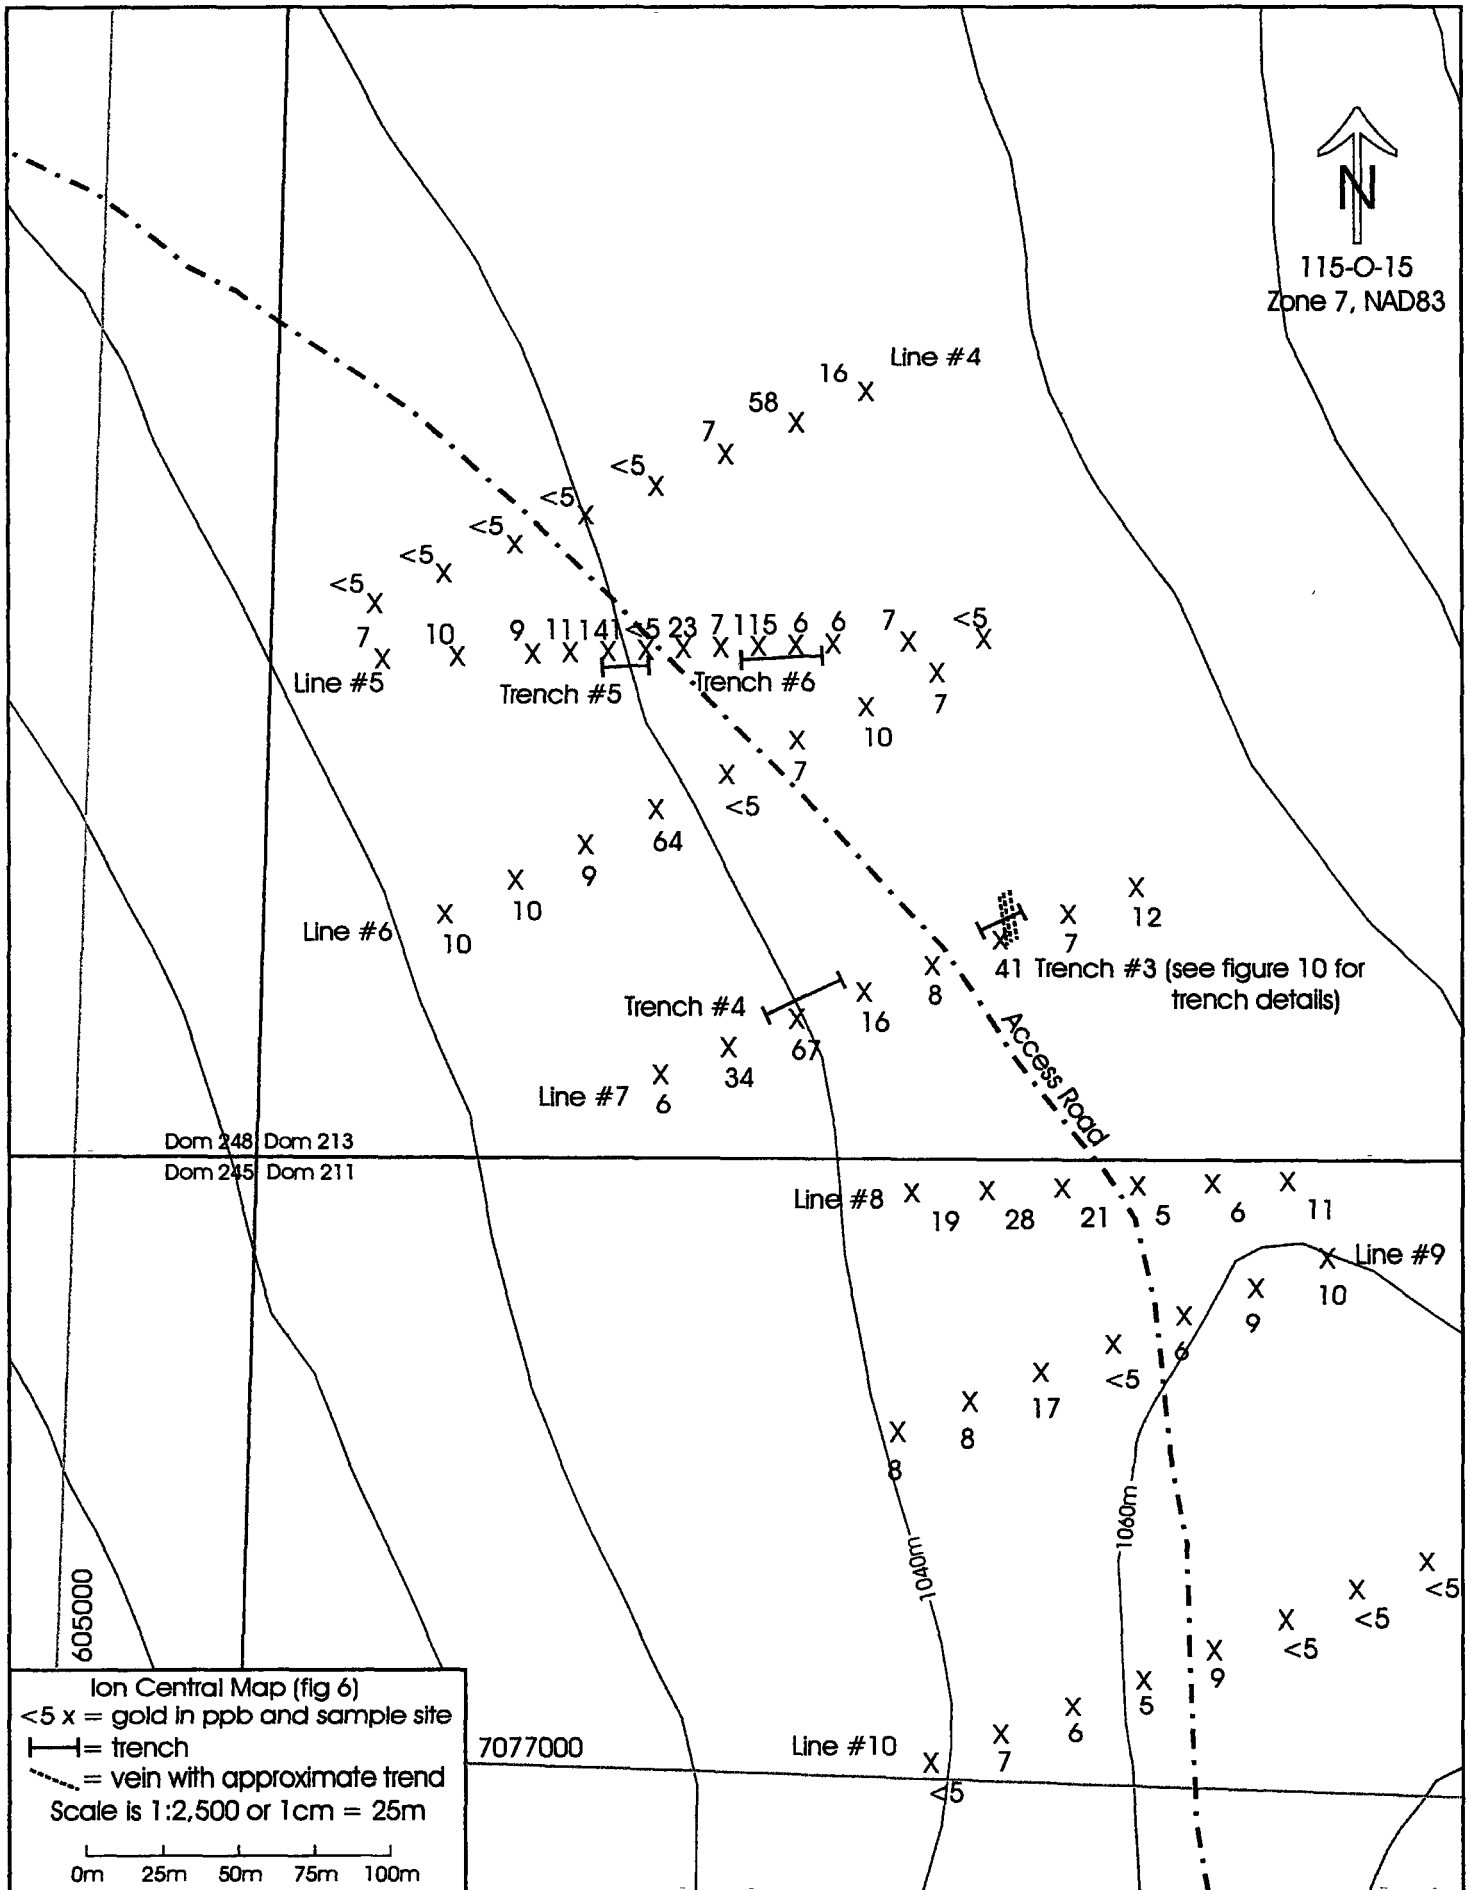 N
115-O-15
Zone 7, NAD83
16 Line #4
58
7
<5
<5
<5
<5
<5
7 10 9 11 141 <5 23 7 115 6 6 7 <5
Line #5
Trench #5
Trench #6
7
10
7
<5
64
9
10
10
Line #6
12
7
41 Trench #3 (see figure 10 for
trench details)
8
16
Trench #4
67
34
6
Line #7
Access Road
Dom 248 Dom 213
Dom 245 Dom 211
Line #8
19 28 21 5 6 11
Line #9
10
9
6
<5
17
8
8
1040m
1060m
<5
<5
<5
9
5
6
7
<5
Line #10
605000
7077000
Ion Central Map (fig 6)
<5 x = gold in ppb and sample site
= trench
= vein with approximate trend
Scale is 1:2,500 or 1cm = 25m
0m 25m 50m 75m 100m